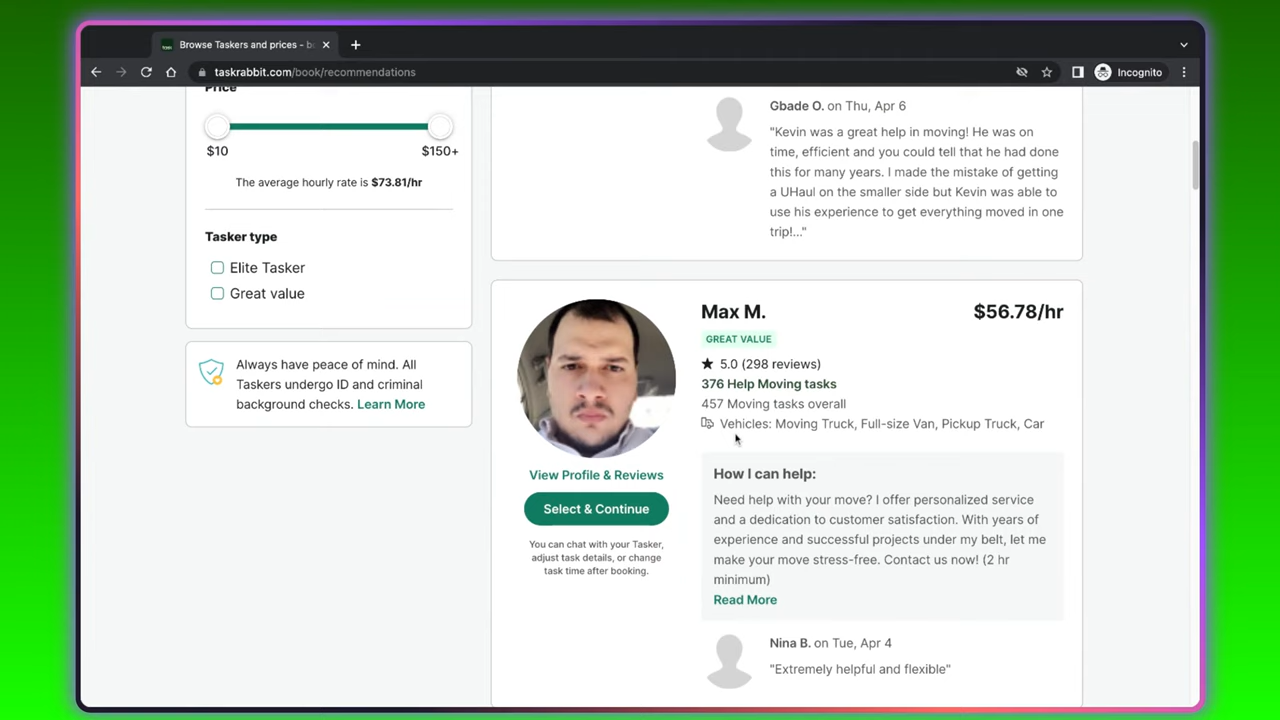 Browse Taskers and prices - bo
taskrabbit.com/book/recommendations
Incognito
Price
$10
$150+
The average hourly rate is $73.81/hr
Tasker type
Elite Tasker
Great value
Always have peace of mind. All
Taskers undergo ID and criminal
background checks. Learn More
Gbade O. on Thu, Apr 6
"Kevin was a great help in moving! He was on
time, efficient and you could tell that he had done
this for many years. I made the mistake of getting
a UHaul on the smaller side but Kevin was able to
use his experience to get everything moved in one
trip!..."
Max M.
$56.78/hr
GREAT VALUE
5.0 (298 reviews)
376 Help Moving tasks
457 Moving tasks overall
Vehicles: Moving Truck, Full-size Van, Pickup Truck, Car
View Profile & Reviews
Select & Continue
You can chat with your Tasker,
adjust task details, or change
task time after booking.
How I can help:
Need help with your move? I offer personalized service
and a dedication to customer satisfaction. With years of
experience and successful projects under my belt, let me
make your move stress-free. Contact us now! (2 hr
minimum)
Read More
Nina B. on Tue, Apr 4
"Extremely helpful and flexible"